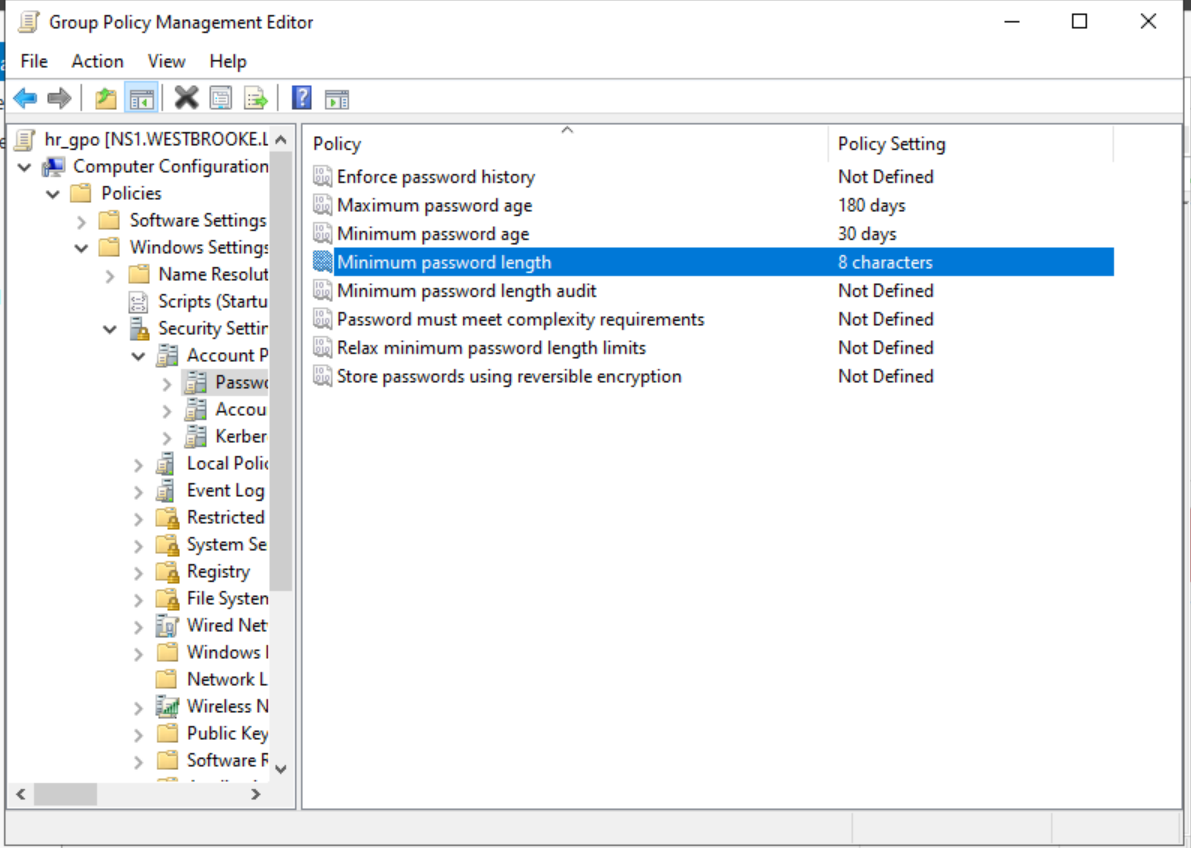 Group Policy Management Editor
File Action View Help
hr_gpo [NS1.WESTBROOKE.L
Computer Configuration
Policies
Software Settings
Windows Settings
Name Resolut
Scripts (Startu
Security Settin
Account P
Passwo
Accou
Kerber
Local Polic
Event Log
Restricted
System Se
Registry
File System
Wired Net
Windows
Network L
Wireless N
Public Key
Software R
Policy Policy Setting
Enforce password history Not Defined
Maximum password age 180 days
Minimum password age 30 days
Minimum password length 8 characters
Minimum password length audit Not Defined
Password must meet complexity requirements Not Defined
Relax minimum password length limits Not Defined
Store passwords using reversible encryption Not Defined